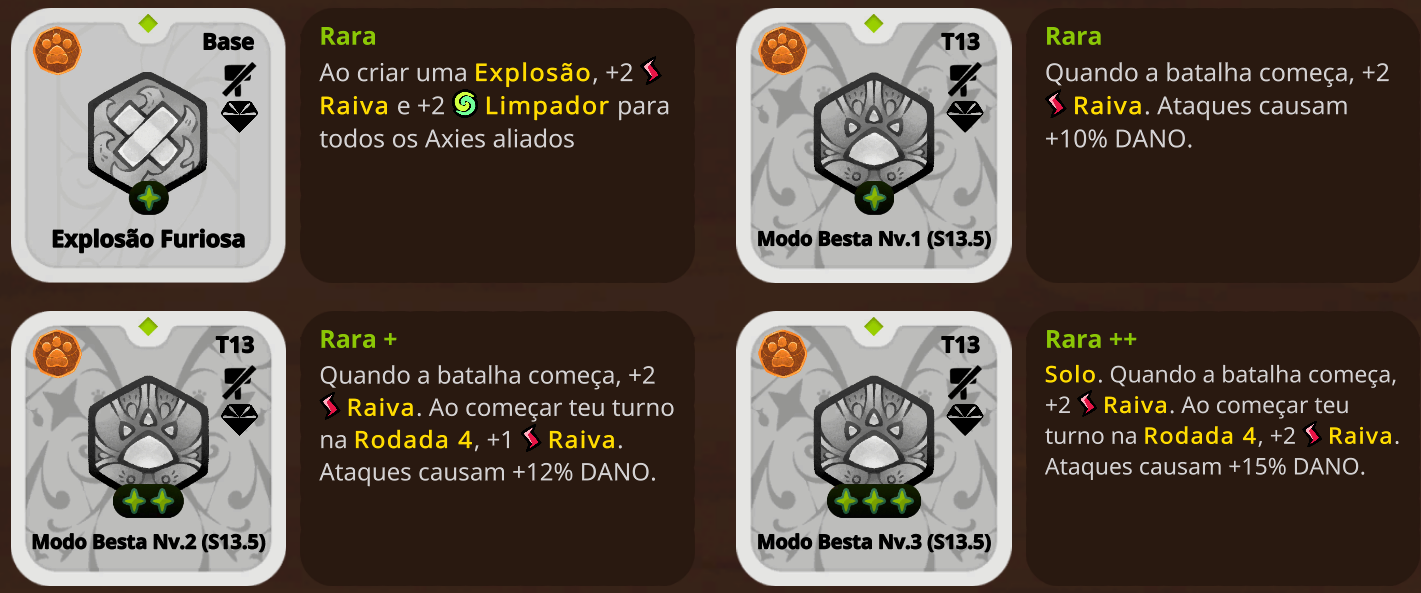 Base
Explosão Furiosa
Rara
Ao criar uma Explosão, +2
Raiva e +2 Limpador para
todos os Axies aliados
T13
Modo Besta Nv.1 (S13.5)
Rara
Quando a batalha começa, +2
Raiva. Ataques causam
+10% DANO.
T13
Modo Besta Nv.2 (S13.5)
Rara +
Quando a batalha começa, +2
Raiva. Ao começar teu turno
na Rodada 4, +1 Raiva.
Ataques causam +12% DANO.
T13
Modo Besta Nv.3 (S13.5)
Rara ++
Solo. Quando a batalha começa,
+2 Raiva. Ao começar teu
turno na Rodada 4, +2 Raiva.
Ataques causam +15% DANO.